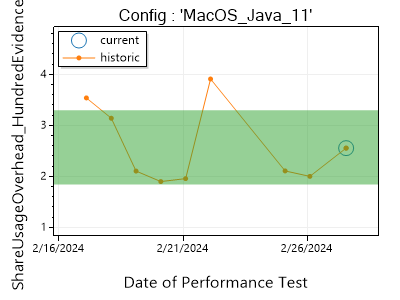 Config : 'MacOS_Java_11'
ShareUsageOverhead_HundredEvidence
current
historic
4
3
2
1
2/16/2024
2/21/2024
2/26/2024
Date of Performance Test